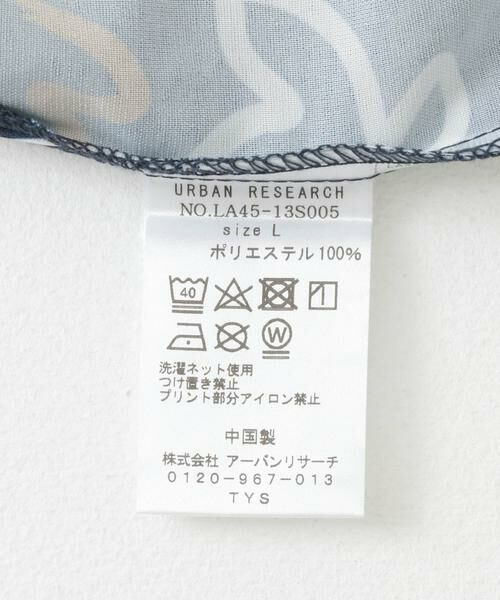 URBAN RESEARCH
NO.LA45-13S005
size L
ポリエステル100%
40
W
洗濯ネット使用
つけ置き禁止
プリント部分アイロン禁止
中国製
株式会社 アーバンリサーチ
0120-967-013
TYS